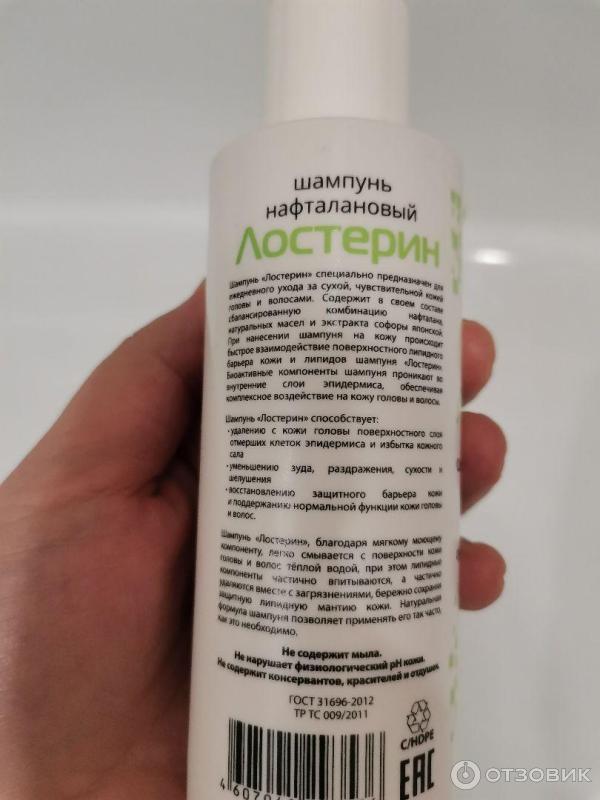 шампунь
нафталановый
Лостерин
Шампунь «Лостерин» специально предназначен для
ежедневного ухода за сухой, чувствительной кожей
головы и волосами. Содержит в своем составе
сбалансированную комбинацию нафталана,
натуральных масел и экстракта софоры японской.
При нанесении шампуня на кожу происходит
быстрое взаимодействие поверхностного липидного
барьера кожи и липидов шампуня «Лостерин».
Биоактивные компоненты шампуня проникают во
внутренние слои эпидермиса, обеспечивая
комплексное воздействие на кожу головы и волосы.
Шампунь «Лостерин» способствует:
• удалению с кожи головы поверхностного слоя
отмерших клеток эпидермиса и избытка кожного
сала
• уменьшению зуда, раздражения, сухости и
шелушения
• восстановлению защитного барьера кожи
и поддержанию нормальной функции кожи головы
и волос.
Шампунь «Лостерин», благодаря мягкому моющему
компоненту, легко смывается с поверхности кожи
головы и волос тёплой водой, при этом липидные
компоненты частично впитываются, а частично
удаляются вместе с загрязнениями, бережно сохраняя
защитную липидную мантию кожи. Натуральная
формула шампуня позволяет применять его так часто,
как это необходимо.
Не содержит мыла.
Не нарушает физиологический pH кожи.
Не содержит консервантов, красителей и отдушек.
ГОСТ 31696-2012
ТР ТС 009/2011
C/HDPE
EAC
4 60704
ОТЗОВИК